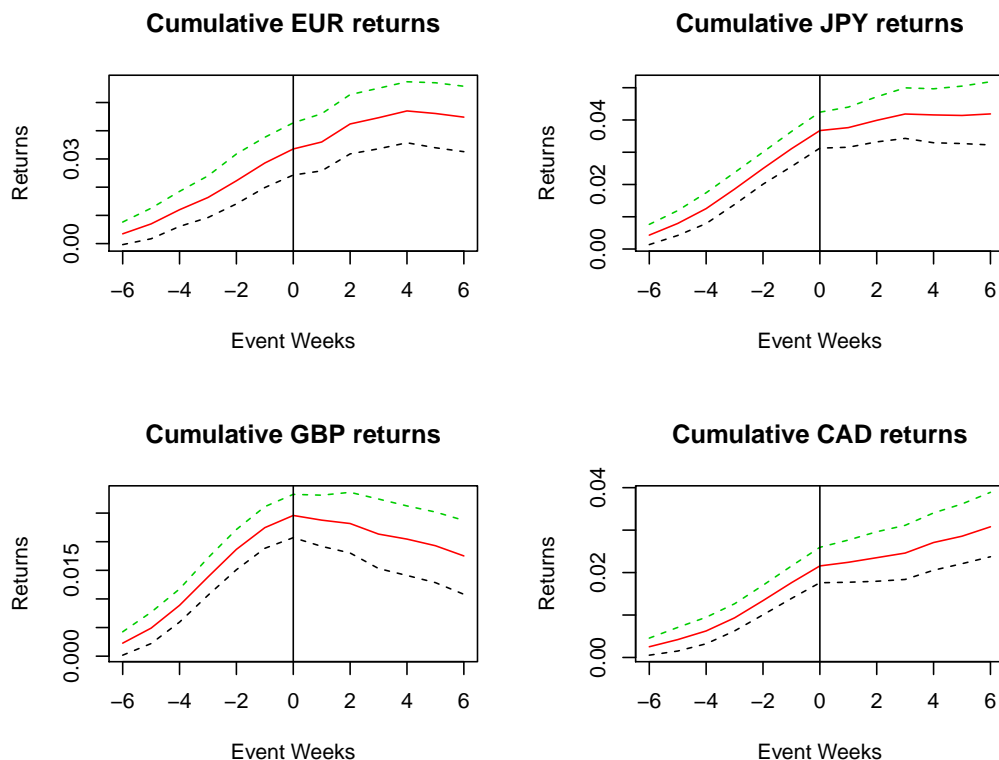 Cumulative EUR returns
Returns
0.00 0.03
−6 −4 −2 0 2 4 6
Event Weeks
Cumulative JPY returns
Returns
0.00 0.02 0.04
−6 −4 −2 0 2 4 6
Event Weeks
Cumulative GBP returns
Returns
0.000 0.015
−6 −4 −2 0 2 4 6
Event Weeks
Cumulative CAD returns
Returns
0.00 0.02 0.04
−6 −4 −2 0 2 4 6
Event Weeks